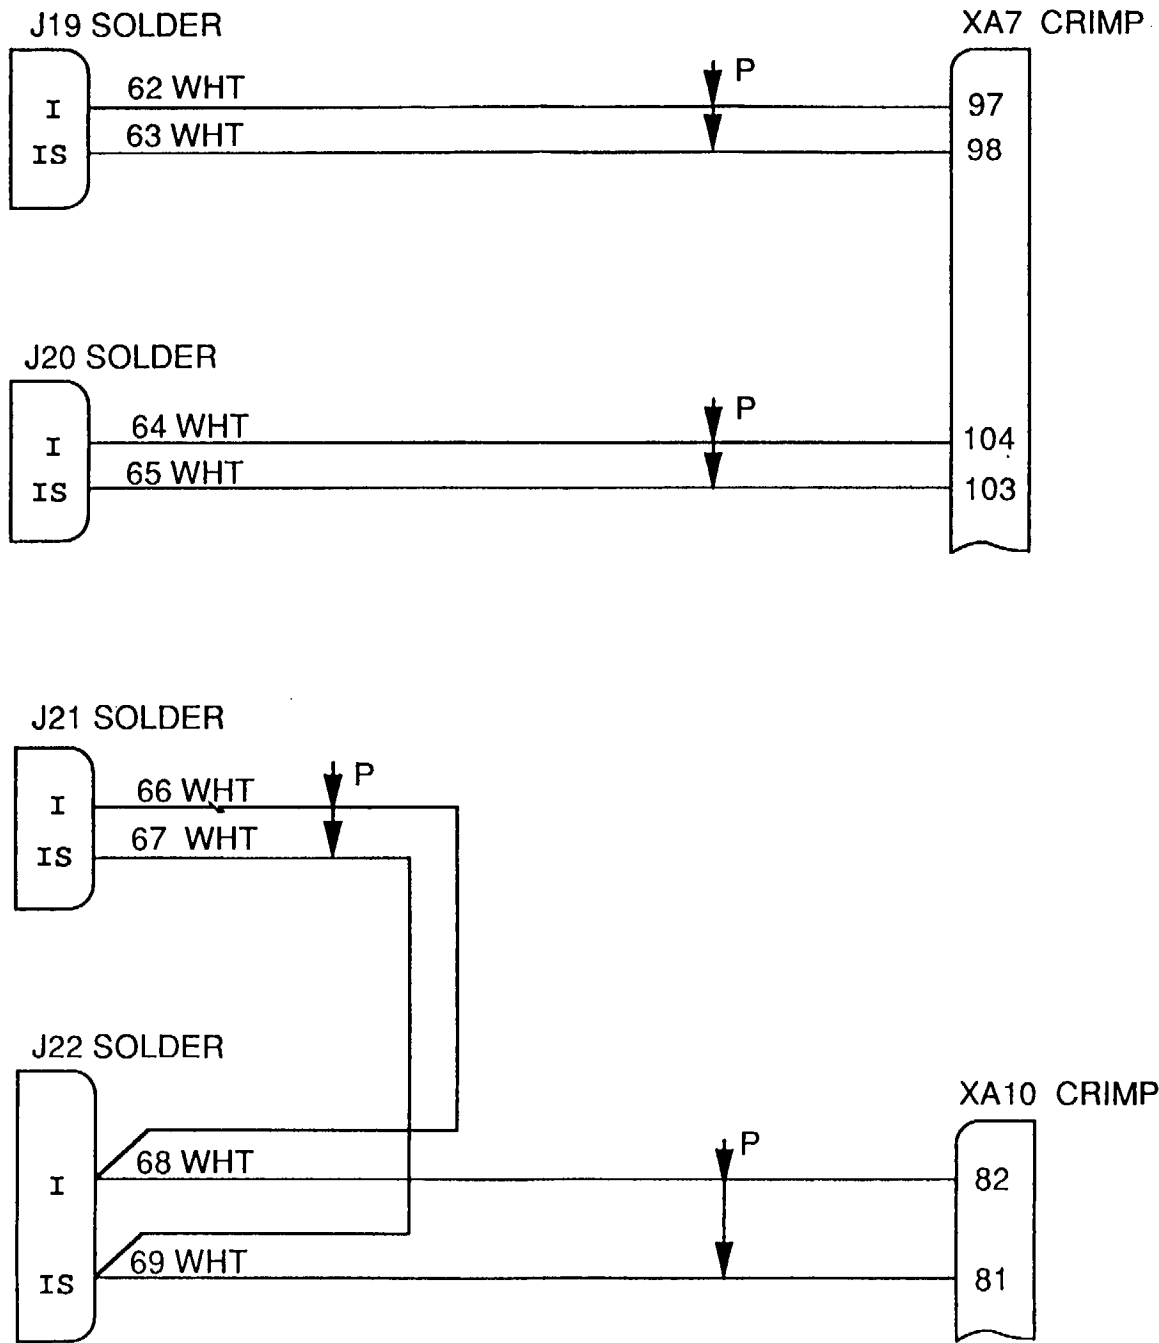 J19 SOLDER
XA7 CRIMP
62 WHT
P
I
97
63 WHT
IS
98
J20 SOLDER
64 WHT
P
I
104
65 WHT
IS
103
J21 SOLDER
66 WHT
P
I
67 WHT
IS
J22 SOLDER
XA10 CRIMP
68 WHT
P
I
82
69 WHT
IS
81